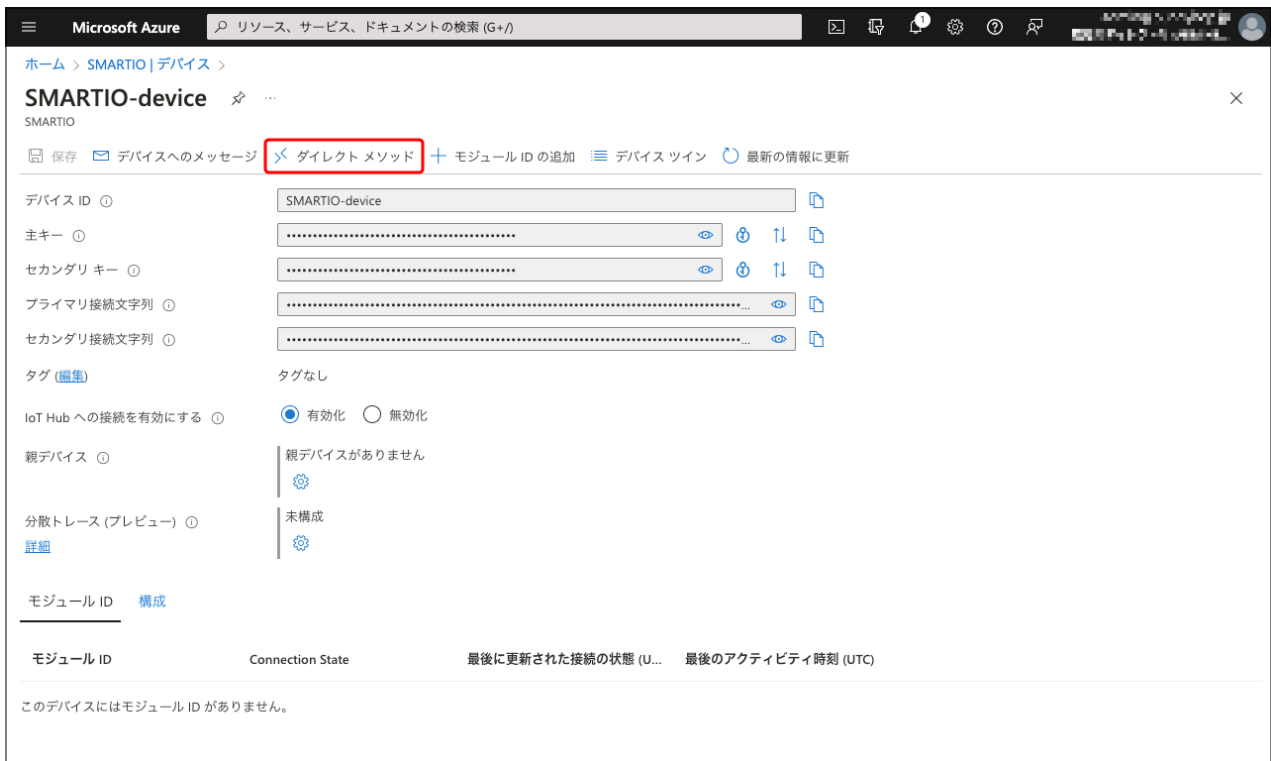 Microsoft Azure
リソース、サービス、ドキュメントの検索 (G+/)
1
ホーム > SMARTIO | デバイス >
SMARTIO-device
SMARTIO
保存 デバイスへのメッセージ ダイレクト メソッド モジュール ID の追加 デバイス ツイン 最新の情報に更新
デバイス ID SMARTIO-device
主キー
セカンダリ キー
プライマリ接続文字列
セカンダリ接続文字列
タグ (編集) タグなし
IoT Hub への接続を有効にする 有効化 無効化
親デバイス 親デバイスがありません
分散トレース (プレビュー) 未構成
詳細
モジュール ID 構成
モジュール ID Connection State 最後に更新された接続の状態 (U... 最後のアクティビティ時刻 (UTC)
このデバイスにはモジュール ID がありません。